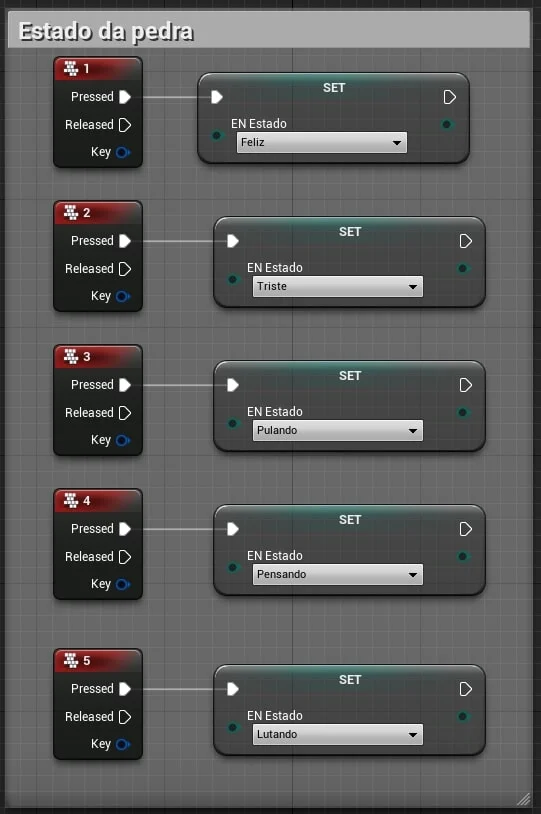 Estado da pedra
1
SET
Pressed
EN Estado
Released
Feliz
Key
2
SET
Pressed
EN Estado
Released
Triste
Key
3
SET
Pressed
EN Estado
Released
Pulando
Key
4
SET
Pressed
EN Estado
Released
Pensando
Key
5
SET
Pressed
EN Estado
Released
Lutando
Key